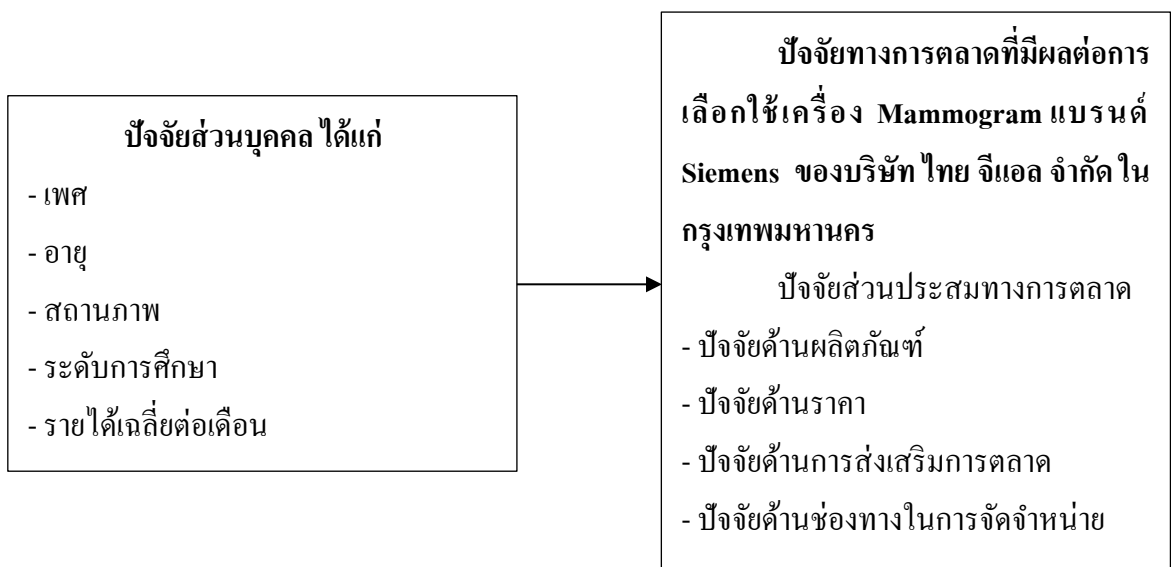 ปัจจัยส่วนบุคคล ได้แก่
- เพศ
- อายุ
- สถานภาพ
- ระดับการศึกษา
- รายได้เฉลี่ยต่อเดือน
ปัจจัยทางการตลาดที่มีผลต่อการ
เลือกใช้เครื่อง Mammogram แบรนด์
Siemens ของบริษัท ไทย จีแอล จำกัด ใน
กรุงเทพมหานคร
ปัจจัยส่วนประสมทางการตลาด
- ปัจจัยด้านผลิตภัณฑ์
- ปัจจัยด้านราคา
- ปัจจัยด้านการส่งเสริมการตลาด
- ปัจจัยด้านช่องทางในการจัดจำหน่าย